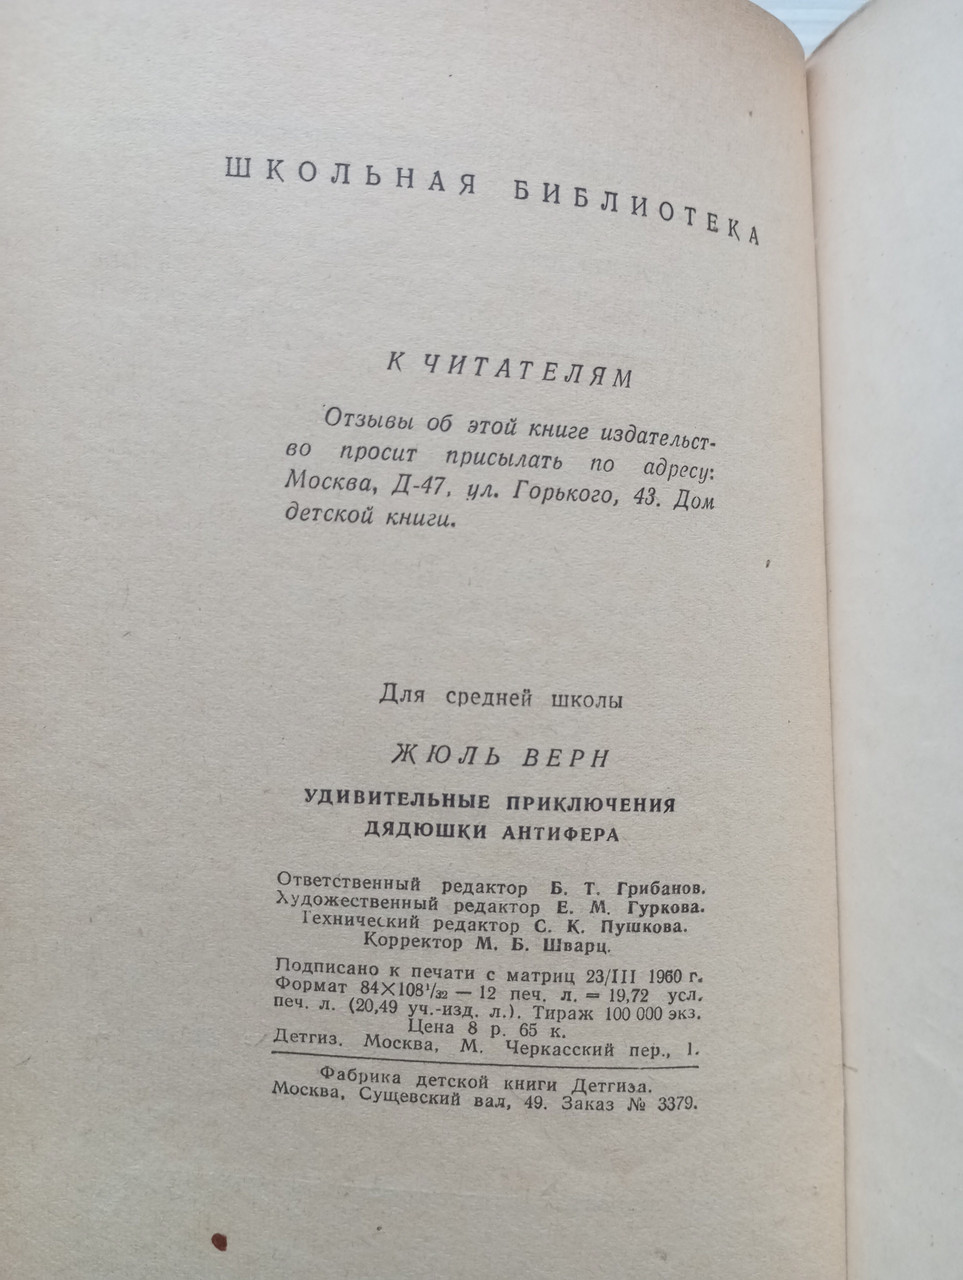 ШКОЛЬНАЯ БИБЛИОТЕКА
К ЧИТАТЕЛЯМ
Отзывы об этой книге издательст-
во просит присылать по адресу:
Москва, Д-47, ул. Горького, 43. Дом
детской книги.
Для средней школы
ЖЮЛЬ ВЕРН
УДИВИТЕЛЬНЫЕ ПРИКЛЮЧЕНИЯ
ДЯДЮШКИ АНТИФЕРА
Ответственный редактор Б. Т. Грибанов.
Художественный редактор Е. М. Гуркова.
Технический редактор С. К. Пушкова.
Корректор М. Б. Шварц.
Подписано к печати с матриц 23/III 1960 г.
Формат 84×108¹/₃₂ — 12 печ. л. = 19,72 усл.
печ. л. (20,49 уч.-изд. л.). Тираж 100 000 экз.
Цена 8 р. 65 к.
Детгиз. Москва, М. Черкасский пер., 1.
Фабрика детской книги Детгиза.
Москва, Сущевский вал, 49. Заказ № 3379.